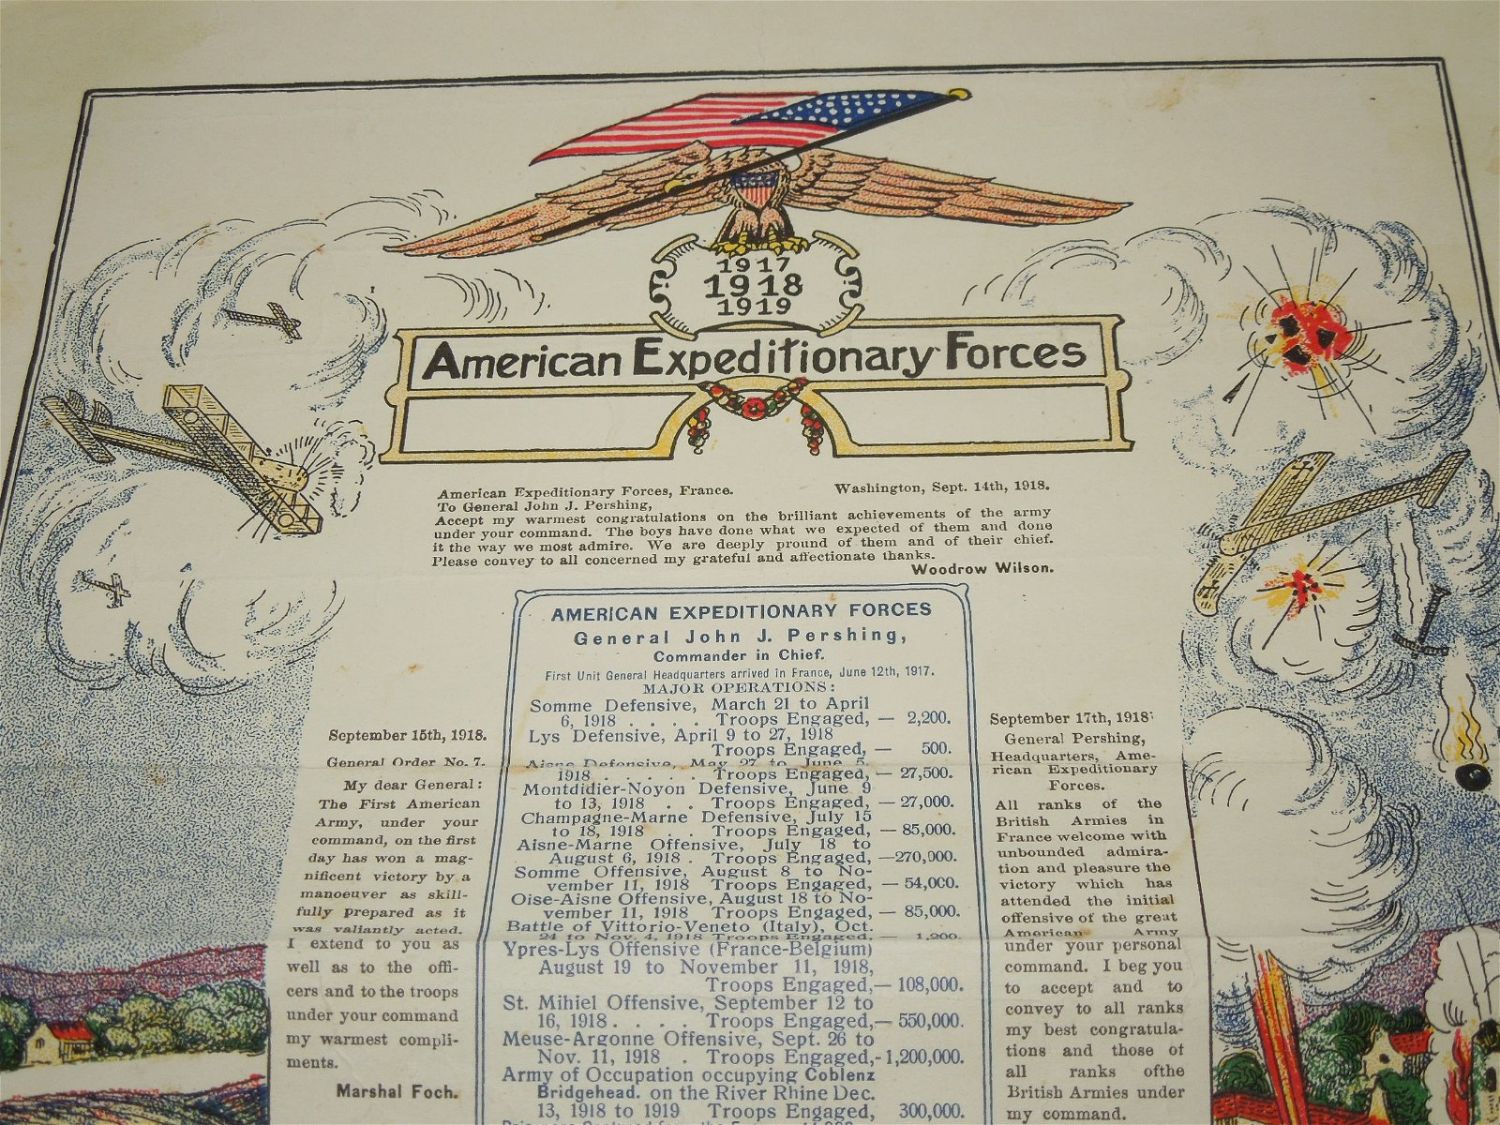 1917
1918
1919
American Expeditionary Forces
American Expeditionary Forces, France. Washington, Sept. 14th, 1918.
To General John J. Pershing,
Accept my warmest congratulations on the brilliant achievements of the army
under your command. The boys have done what we expected of them and done
it the way we most admire. We are deeply pround of them and of their chief.
Please convey to all concerned my grateful and affectionate thanks.
Woodrow Wilson.
September 15th, 1918.
General Order No. 7.
My dear General:
The First American
Army, under your
command, on the first
day has won a mag-
nificent victory by a
manoeuver as skill-
fully prepared as it
was valiantly acted.
I extend to you as
well as to the offi-
cers and to the troops
under your command
my warmest compli-
ments.
Marshal Foch.
AMERICAN EXPEDITIONARY FORCES
General John J. Pershing,
Commander in Chief.
First Unit General Headquarters arrived in France, June 12th, 1917.
MAJOR OPERATIONS:
Somme Defensive, March 21 to April
6, 1918 . . . . Troops Engaged, — 2,200.
Lys Defensive, April 9 to 27, 1918
Troops Engaged, — 500.
Aisne Defensive, May 27 to June 5,
1918 . . . . . Troops Engaged, — 27,500.
Montdidier-Noyon Defensive, June 9
to 13, 1918 . . Troops Engaged, — 27,000.
Champagne-Marne Defensive, July 15
to 18, 1918 . . Troops Engaged, — 85,000.
Aisne-Marne Offensive, July 18 to
August 6, 1918 . Troops Engaged, —270,000.
Somme Offensive, August 8 to No-
vember 11, 1918 Troops Engaged, — 54,000.
Oise-Aisne Offensive, August 18 to No-
vember 11, 1918 Troops Engaged, — 85,000.
Battle of Vittorio-Veneto (Italy), Oct.
24 to Nov. 4, 1918 Troops Engaged, — 1,200.
Ypres-Lys Offensive (France-Belgium)
August 19 to November 11, 1918,
Troops Engaged,— 108,000.
St. Mihiel Offensive, September 12 to
16, 1918. . . . Troops Engaged,— 550,000.
Meuse-Argonne Offensive, Sept. 26 to
Nov. 11, 1918 . Troops Engaged,-1,200,000.
Army of Occupation occupying Coblenz
Bridgehead. on the River Rhine Dec.
13, 1918 to 1919 Troops Engaged, 300,000.
September 17th, 1918.
General Pershing,
Headquarters, Ame-
rican Expeditionary
Forces.
All ranks of the
British Armies in
France welcome with
unbounded admira-
tion and pleasure the
victory which has
attended the initial
offensive of the great
American Army
under your personal
command. I beg you
to accept and to
convey to all ranks
my best congratula-
tions and those of
all ranks ofthe
British Armies under
my command.